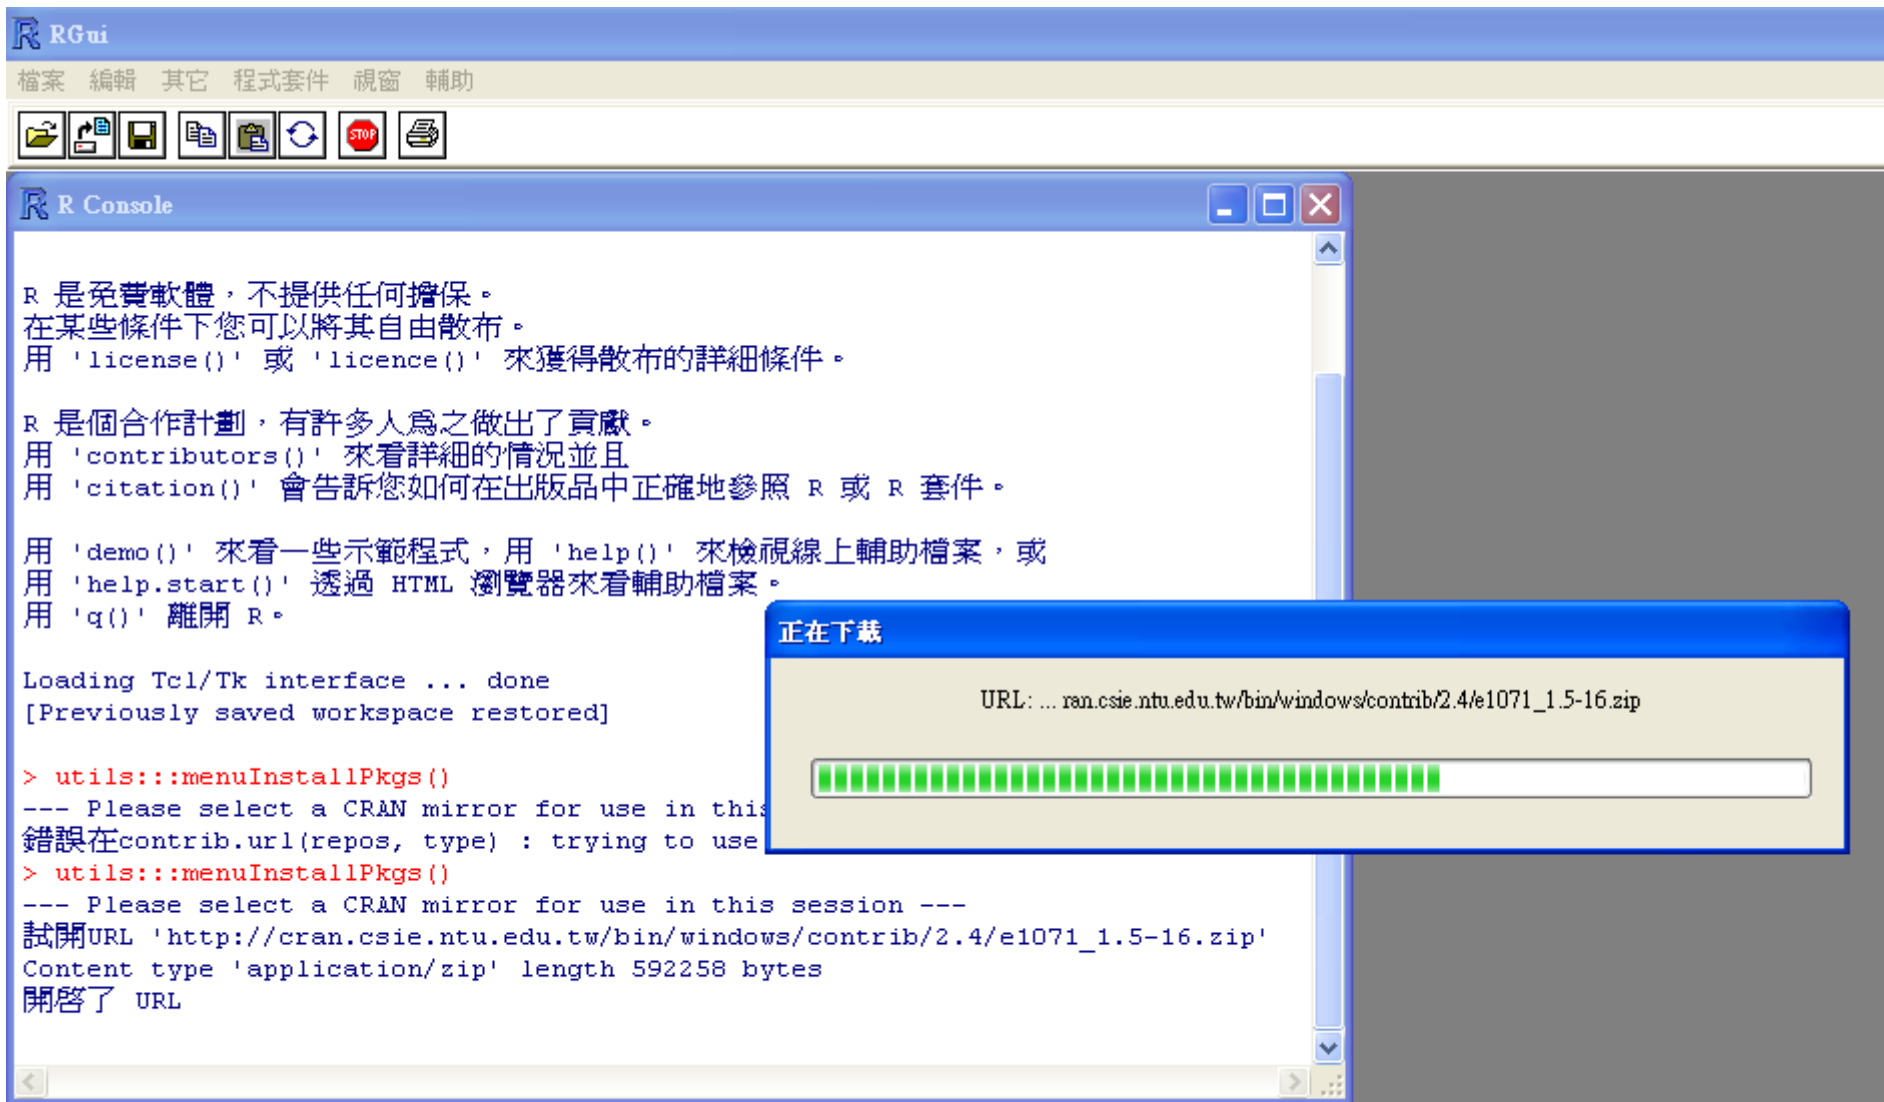 RGui
檔案 編輯 其它 程式套件 視窗 輔助
STOP
R Console
R 是免費軟體，不提供任何擔保。
在某些條件下您可以將其自由散布。
用 'license()' 或 'licence()' 來獲得散布的詳細條件。
R 是個合作計劃，有許多人為之做出了貢獻。
用 'contributors()' 來看詳細的情況並且
用 'citation()' 會告訴您如何在出版品中正確地參照 R 或 R 套件。
用 'demo()' 來看一些示範程式，用 'help()' 來檢視線上輔助檔案，或
用 'help.start()' 透過 HTML 瀏覽器來看輔助檔案。
用 'q()' 離開 R。
Loading Tcl/Tk interface ... done
[Previously saved workspace restored]
> utils:::menuInstallPkgs()
--- Please select a CRAN mirror for use in this
錯誤在contrib.url(repos, type) : trying to use
> utils:::menuInstallPkgs()
--- Please select a CRAN mirror for use in this session ---
試開URL 'http://cran.csie.ntu.edu.tw/bin/windows/contrib/2.4/e1071_1.5-16.zip'
Content type 'application/zip' length 592258 bytes
開啓了 URL
正在下載
URL: ... ran.csie.ntu.edu.tw/bin/windows/contrib/2.4/e1071_1.5-16.zip